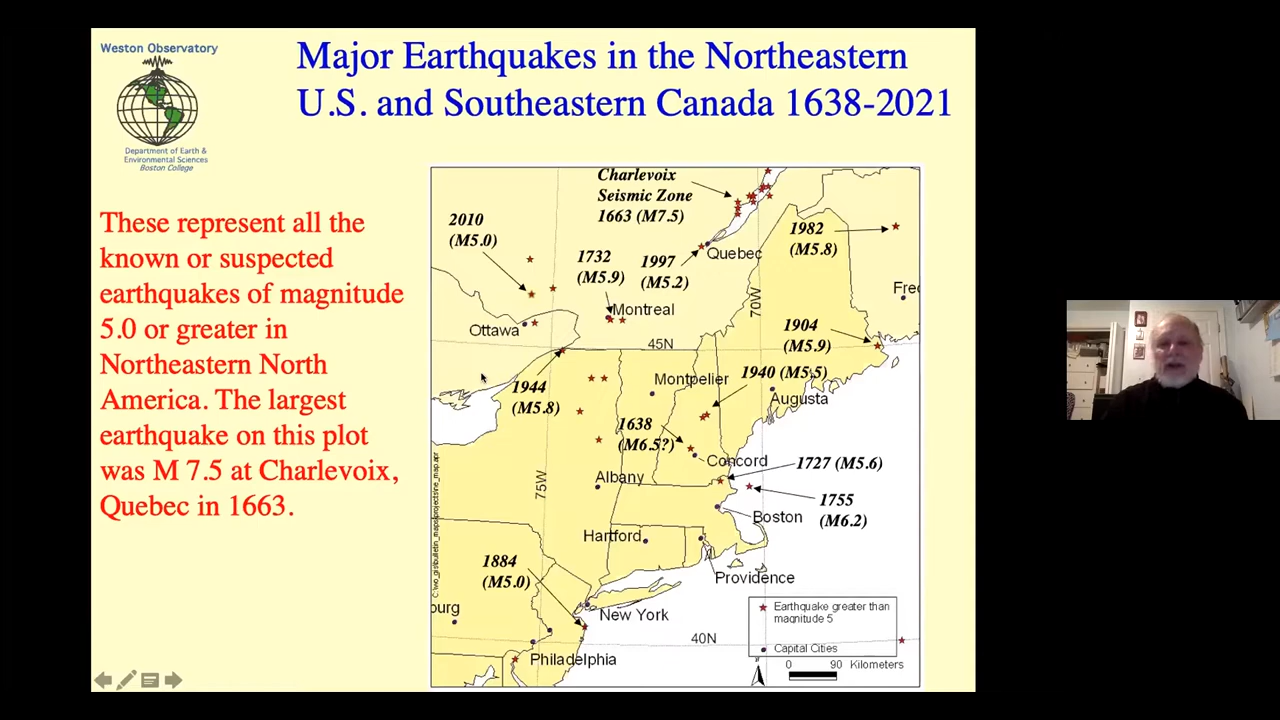 Weston Observatory
Department of Earth &
Environmental Sciences
Boston College
Major Earthquakes in the Northeastern
U.S. and Southeastern Canada 1638-2021
These represent all the
known or suspected
earthquakes of magnitude
5.0 or greater in
Northeastern North
America. The largest
earthquake on this plot
was M 7.5 at Charlevoix,
Quebec in 1663.
Charlevoix
Seismic Zone
1663 (M7.5)
2010
(M5.0)
1732
(M5.9)
1997
(M5.2)
Quebec
1982
(M5.8)
70W
Fred
Montreal
Ottawa
45N
1904
(M5.9)
1944
(M5.8)
Montpelier
1940 (M5.5)
Augusta
1638
(M6.5?)
Concord
1727 (M5.6)
75W
Albany
1755
(M6.2)
Boston
Hartford
1884
(M5.0)
Providence
burg
New York
Earthquake greater than
magnitude 5
40N
Capital Cities
Philadelphia
0 90 Kilometers